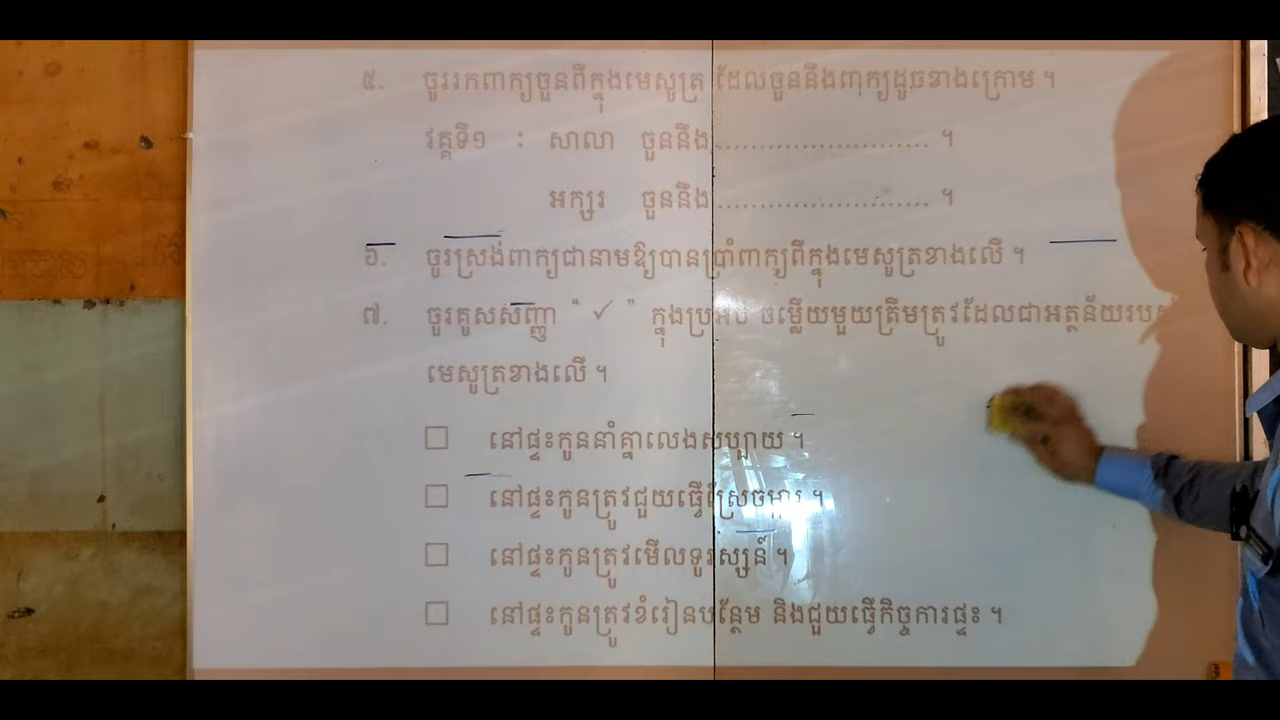 ៥. ចូររកពាក្យចួនពីក្នុងមេសូត្រ ដែលចួននឹងពាក្យដូចខាងក្រោម ។
វគ្គទី១ : សាលា ចួននឹង......................... ។
អក្សរ ចួននឹង......................... ។
៦. ចូរស្រង់ពាក្យជានាមឱ្យបានប្រាំពាក្យពីក្នុងមេសូត្រខាងលើ ។
៧. ចូរគូសសញ្ញា “ ✓ ” ក្នុងប្រអប់ ចម្លើយមួយត្រឹមត្រូវដែលជាអត្ថន័យរបស់
មេសូត្រខាងលើ ។
☐ នៅផ្ទះកូននាំគ្នាលេងសប្បាយ ។
☐ នៅផ្ទះកូនត្រូវជួយធ្វើពីស្រែចម្ការ ។
☐ នៅផ្ទះកូនត្រូវមើលទូរស្សន៍ ។
☐ នៅផ្ទះកូនត្រូវខំរៀនបន្ថែម និងជួយធ្វើកិច្ចការផ្ទះ ។